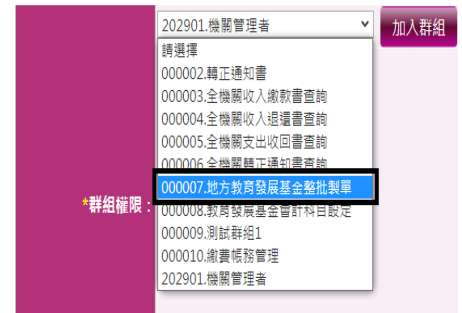 202901.機關管理者
加入群組
請選擇
000002.轉正通知書
000003.全機關收入繳款書查詢
000004.全機關收入退還書查詢
000005.全機關支出收回書查詢
000006.全機關轉正通知書查詢
000007.地方教育發展基金整批製單
*群組權限：
000008.教育發展基金會計科目設定
000009.測試群組1
000010.繳費帳務管理
202901.機關管理者